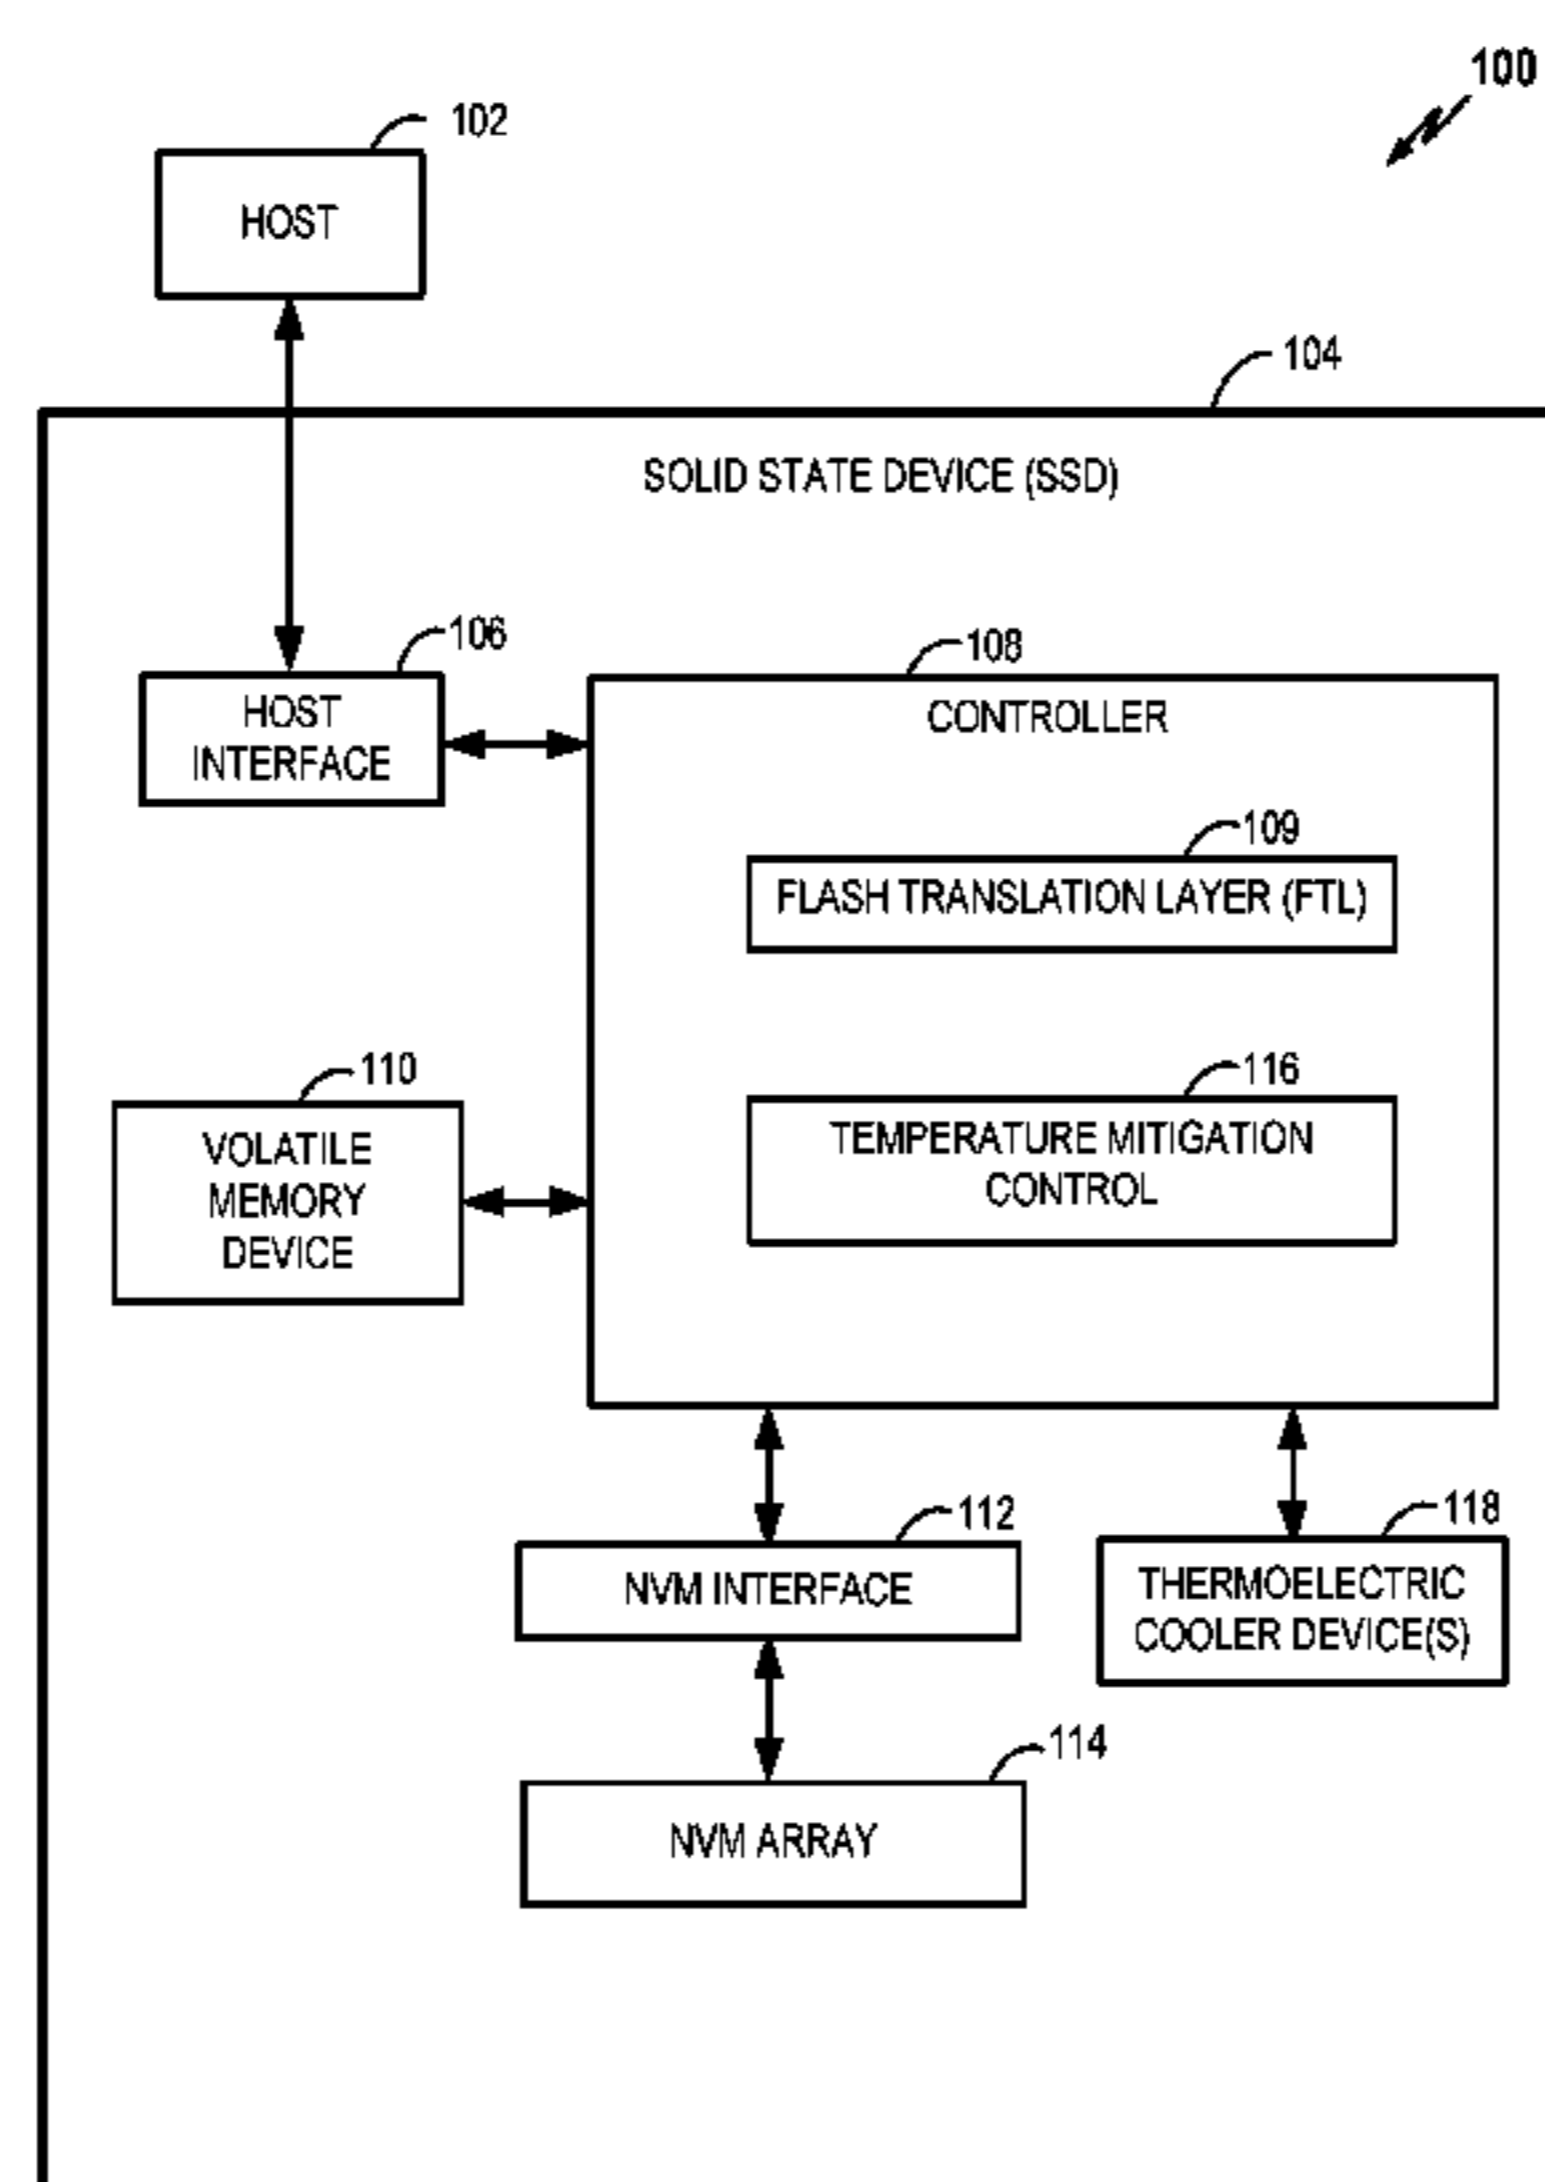 100
102
HOST
104
SOLID STATE DEVICE (SSD)
106
HOST
INTERFACE
108
CONTROLLER
109
FLASH TRANSLATION LAYER (FTL)
110
VOLATILE
MEMORY
DEVICE
116
TEMPERATURE MITIGATION
CONTROL
112
NVM INTERFACE
118
THERMOELECTRIC
COOLER DEVICE(S)
114
NVM ARRAY